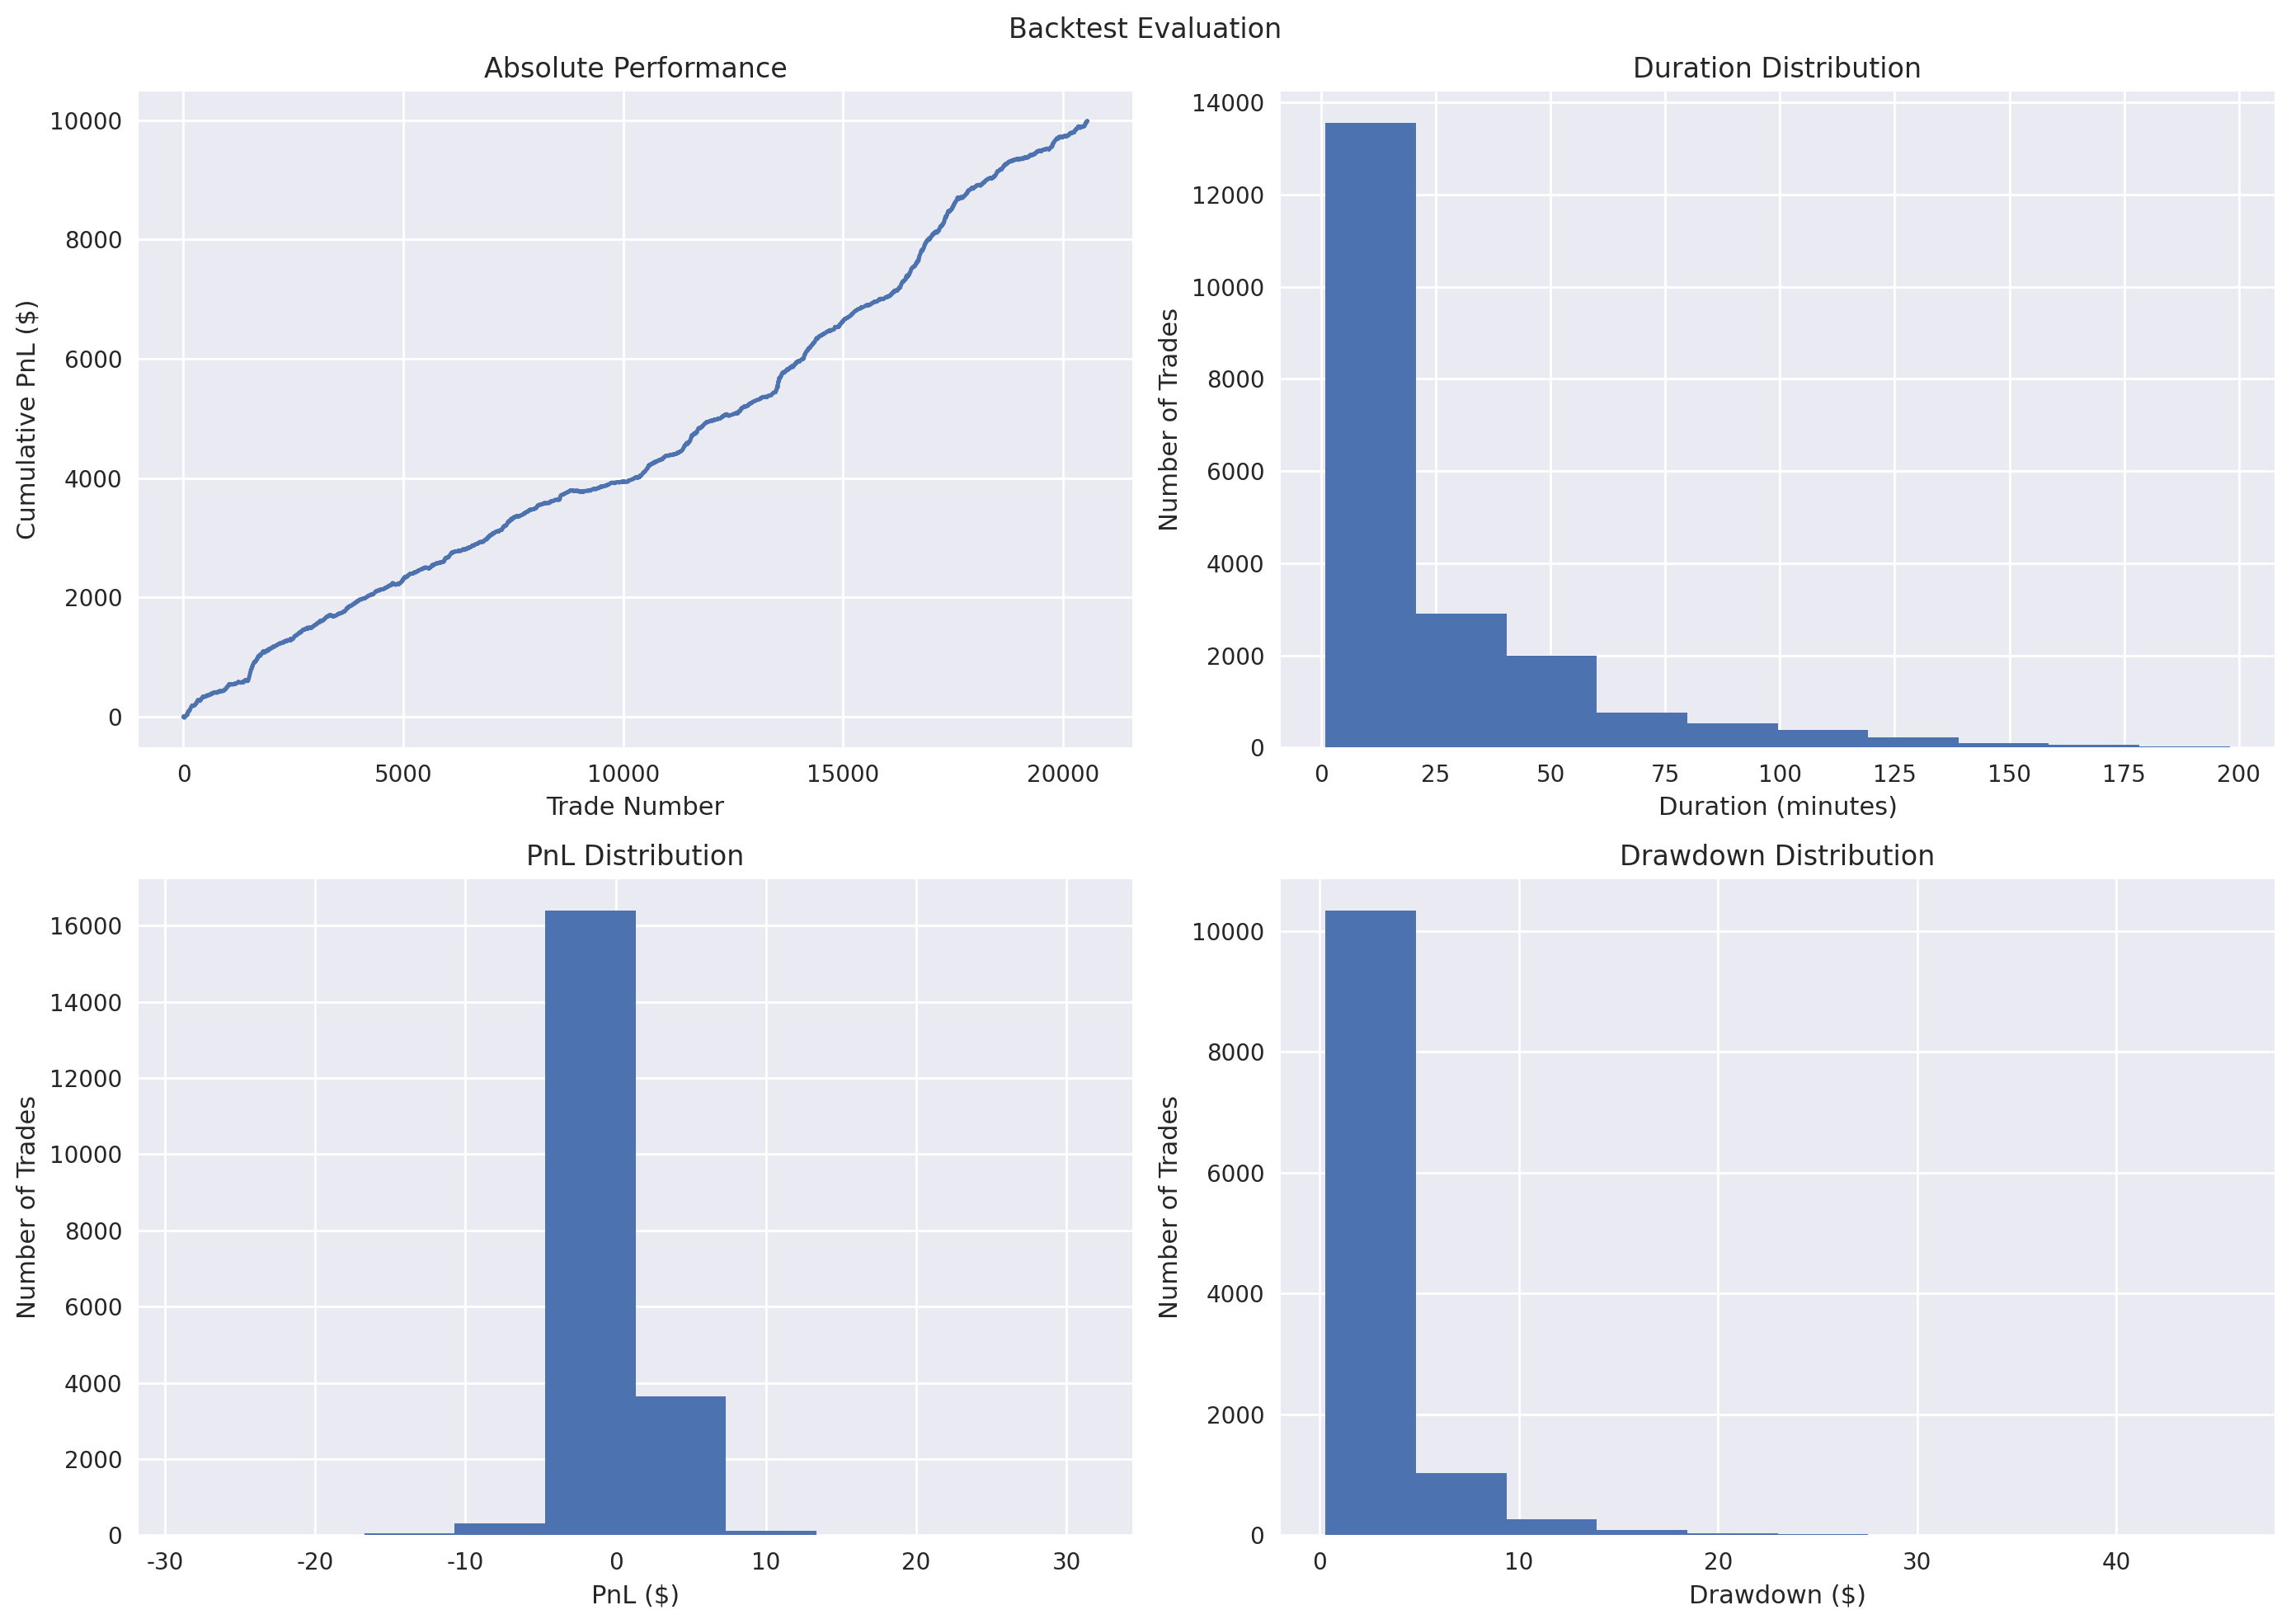 Backtest Evaluation
Absolute Performance
10000
8000
6000
4000
2000
0
Cumulative PnL ($)
0 5000 10000 15000 20000
Trade Number
Duration Distribution
14000
12000
10000
8000
6000
4000
2000
0
Number of Trades
0 25 50 75 100 125 150 175 200
Duration (minutes)
PnL Distribution
16000
14000
12000
10000
8000
6000
4000
2000
0
Number of Trades
-30 -20 -10 0 10 20 30
PnL ($)
Drawdown Distribution
10000
8000
6000
4000
2000
0
Number of Trades
0 10 20 30 40
Drawdown ($)